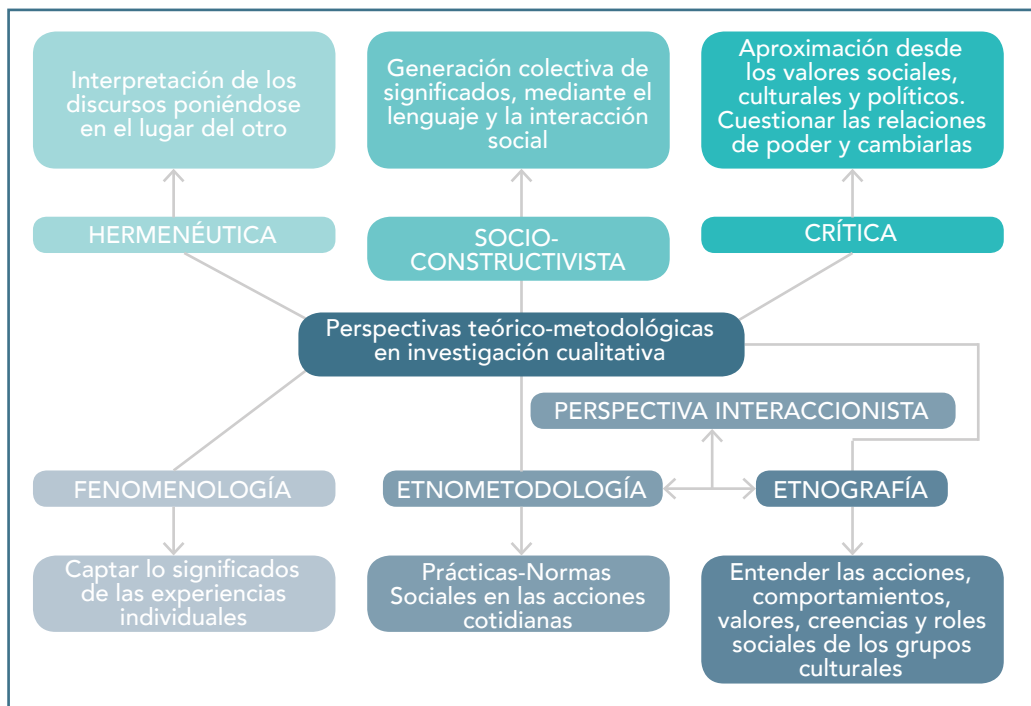 Interpretación de los
discursos poniéndose
en el lugar del otro
Generación colectiva de
significados, mediante el
lenguaje y la interacción
social
Aproximación desde
los valores sociales,
culturales y políticos.
Cuestionar las relaciones
de poder y cambiarlas
HERMENÉUTICA
SOCIO-
CONSTRUCTIVISTA
CRÍTICA
Perspectivas teórico-metodológicas
en investigación cualitativa
PERSPECTIVA INTERACCIONISTA
FENOMENOLOGÍA
ETNOMETODOLOGÍA
ETNOGRAFÍA
Captar lo significados
de las experiencias
individuales
Prácticas-Normas
Sociales en las acciones
cotidianas
Entender las acciones,
comportamientos,
valores, creencias y roles
sociales de los grupos
culturales